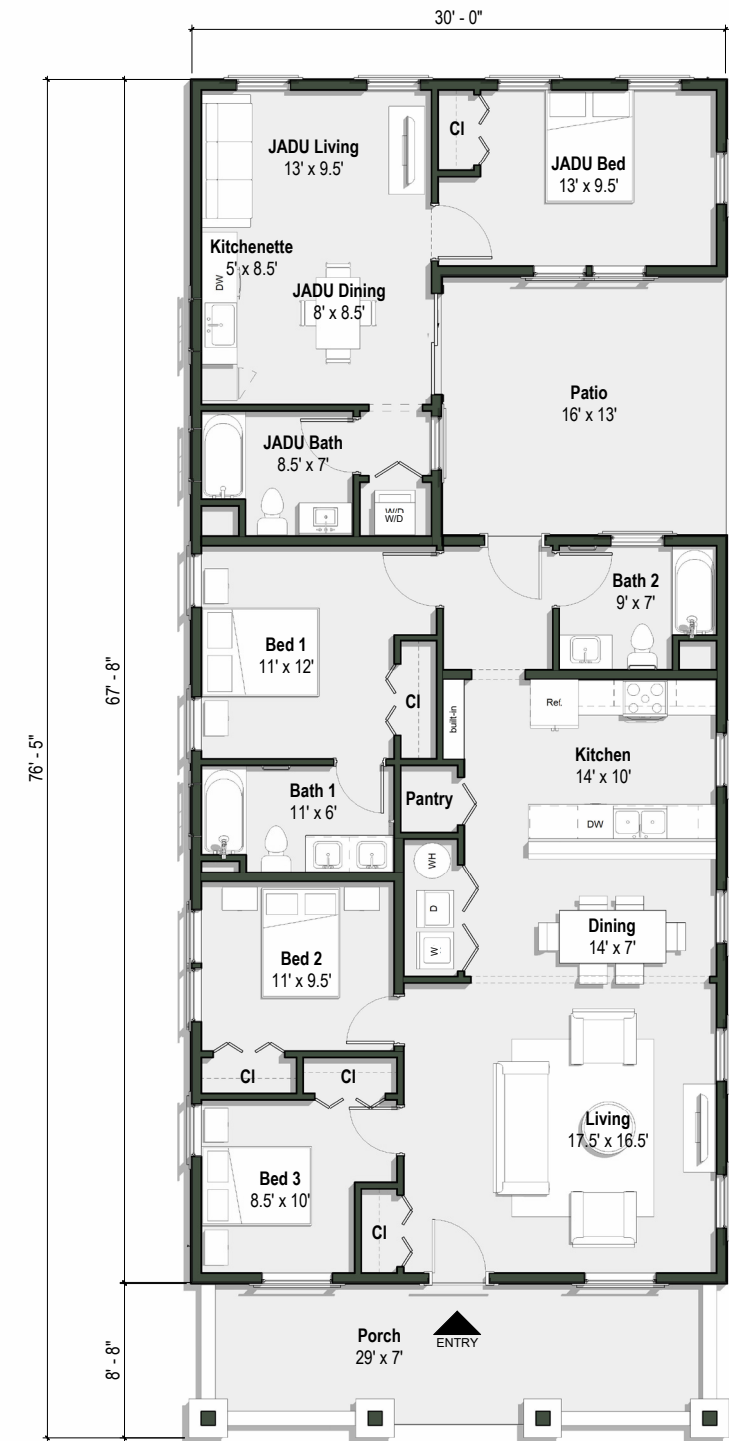 30' - 0"
JADU Living
13' x 9.5'
Cl
JADU Bed
13' x 9.5'
Kitchenette
5' x 8.5'
DW
JADU Dining
8' x 8.5'
Patio
16' x 13'
JADU Bath
8.5' x 7'
W/D
W/D
Bath 2
9' x 7'
Bed 1
11' x 12'
Cl
built-in
Ref.
67' - 8"
76' - 5"
Kitchen
14' x 10'
Bath 1
11' x 6'
Pantry
DW
WH
D
W
Dining
14' x 7'
Bed 2
11' x 9.5'
Cl
Cl
Living
17.5' x 16.5'
Bed 3
8.5' x 10'
Cl
Porch
29' x 7'
ENTRY
8' - 8"